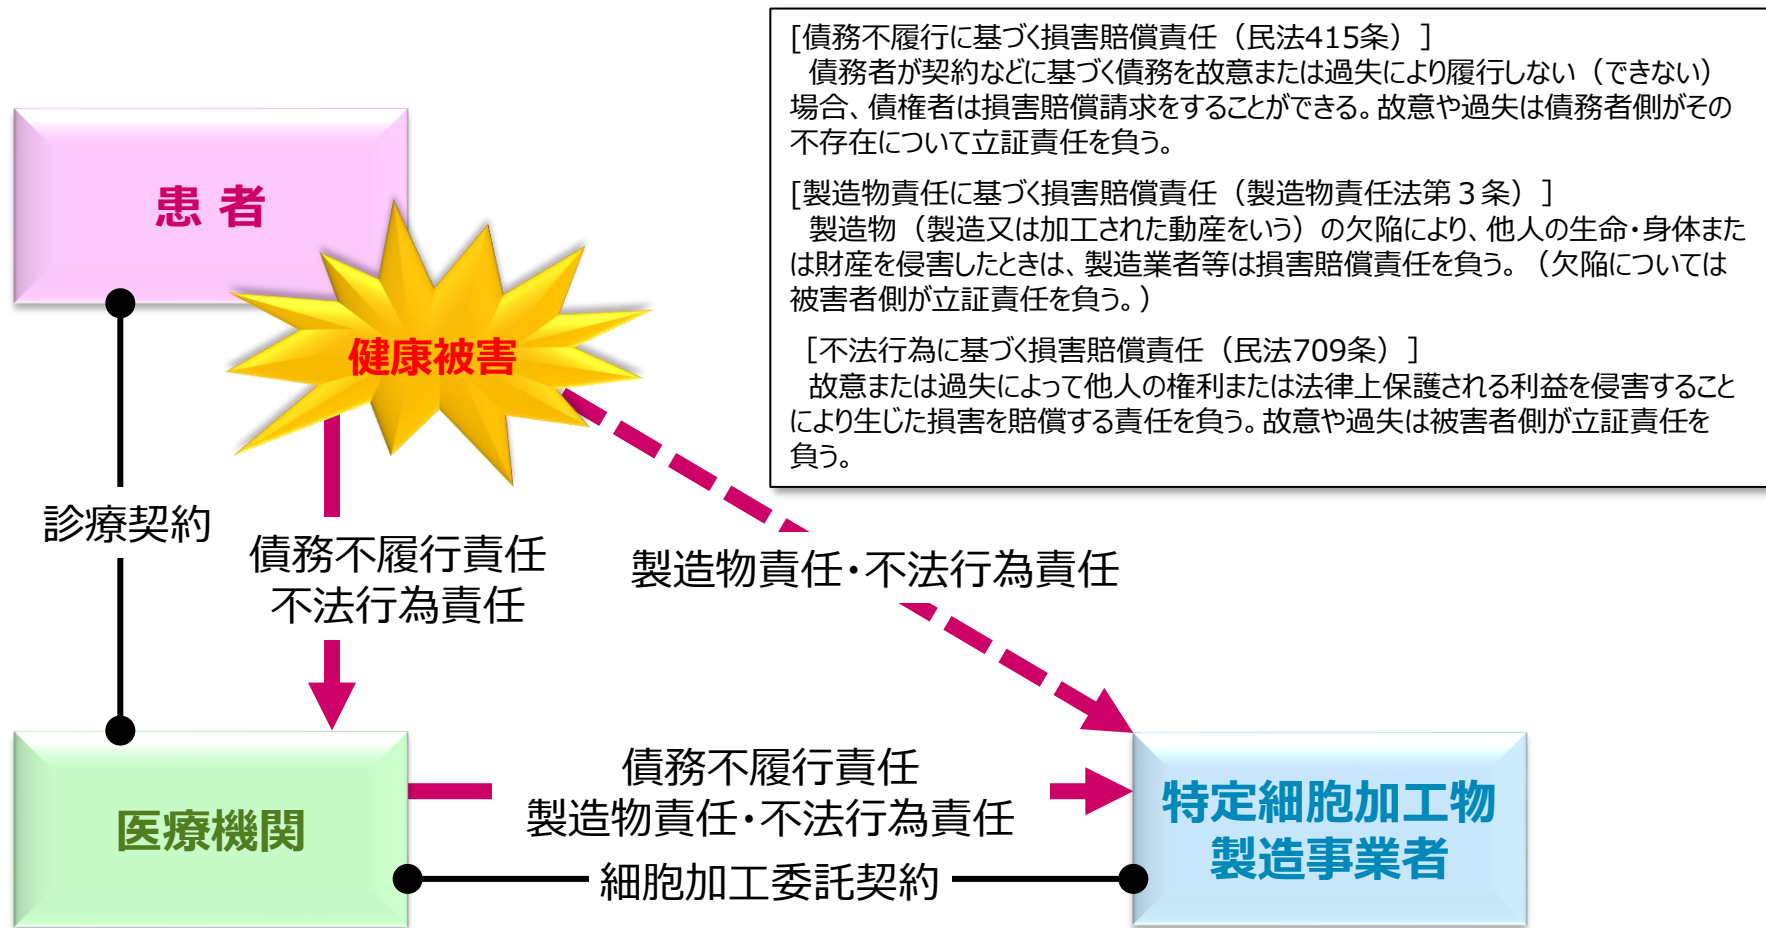 [債務不履行に基づく損害賠償責任（民法415条）]
債務者が契約などに基づく債務を故意または過失により履行しない（できない）
場合、債権者は損害賠償請求をすることができる。故意や過失は債務者側がその
不存在について立証責任を負う。
[製造物責任に基づく損害賠償責任（製造物責任法第３条）]
製造物（製造又は加工された動産をいう）の欠陥により、他人の生命・身体また
は財産を侵害したときは、製造業者等は損害賠償責任を負う。（欠陥については
被害者側が立証責任を負う。）
[不法行為に基づく損害賠償責任（民法709条）]
故意または過失によって他人の権利または法律上保護される利益を侵害すること
により生じた損害を賠償する責任を負う。故意や過失は被害者側が立証責任を
負う。
患 者
健康被害
診療契約
債務不履行責任
不法行為責任
製造物責任・不法行為責任
医療機関
債務不履行責任
製造物責任・不法行為責任
細胞加工委託契約
特定細胞加工物
製造事業者